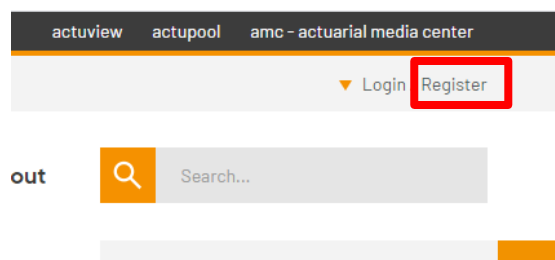 actuview actupool amc - actuarial media center
Login Register
out
Search...